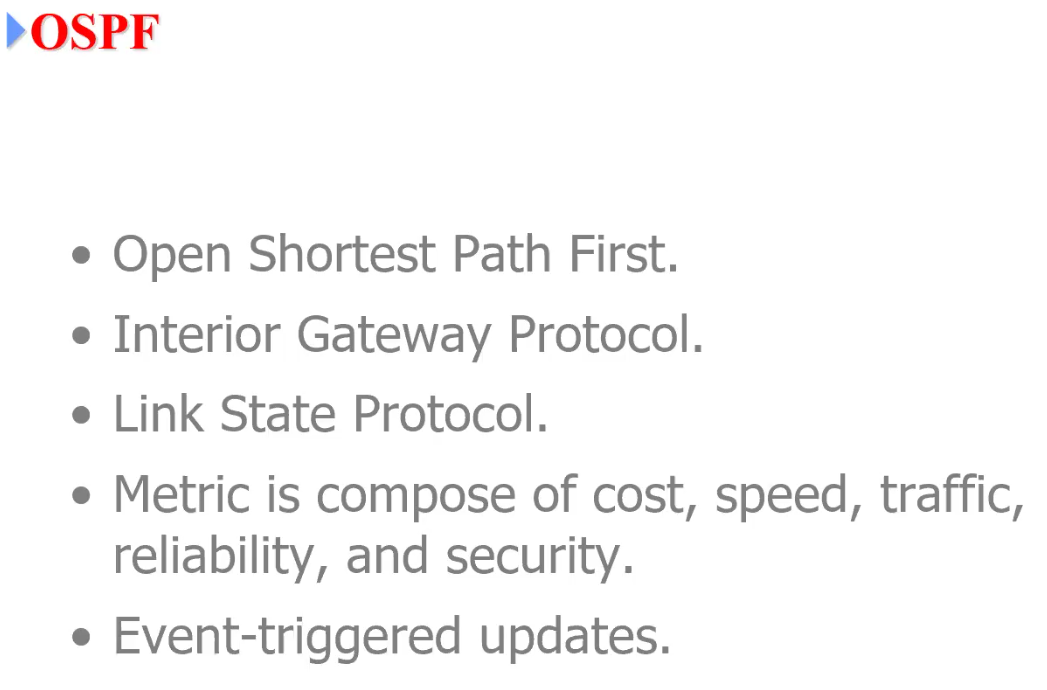 OSPF
• Open Shortest Path First.
• Interior Gateway Protocol.
• Link State Protocol.
• Metric is compose of cost, speed, traffic,
reliability, and security.
• Event-triggered updates.